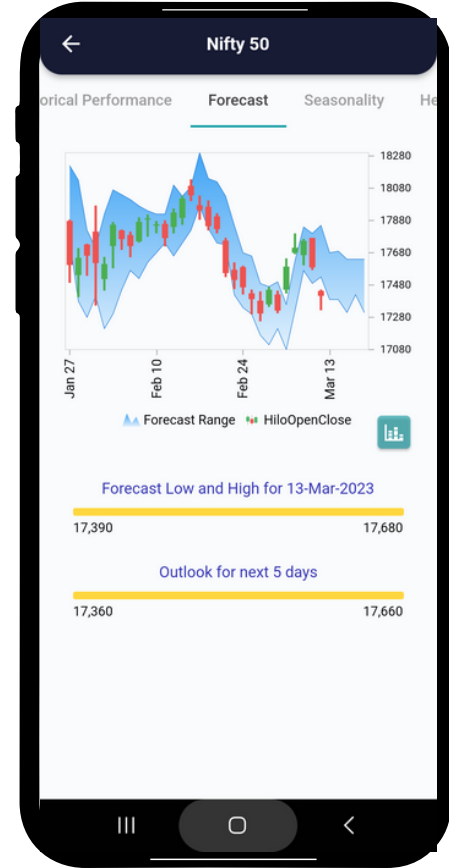 Nifty 50
orical Performance Forecast Seasonality He
18280
18080
17880
17680
17480
17280
17080
Jan 27 Feb 10 Feb 24 Mar 13
Forecast Range HiloOpenClose
Forecast Low and High for 13-Mar-2023
17,390 17,680
Outlook for next 5 days
17,360 17,660